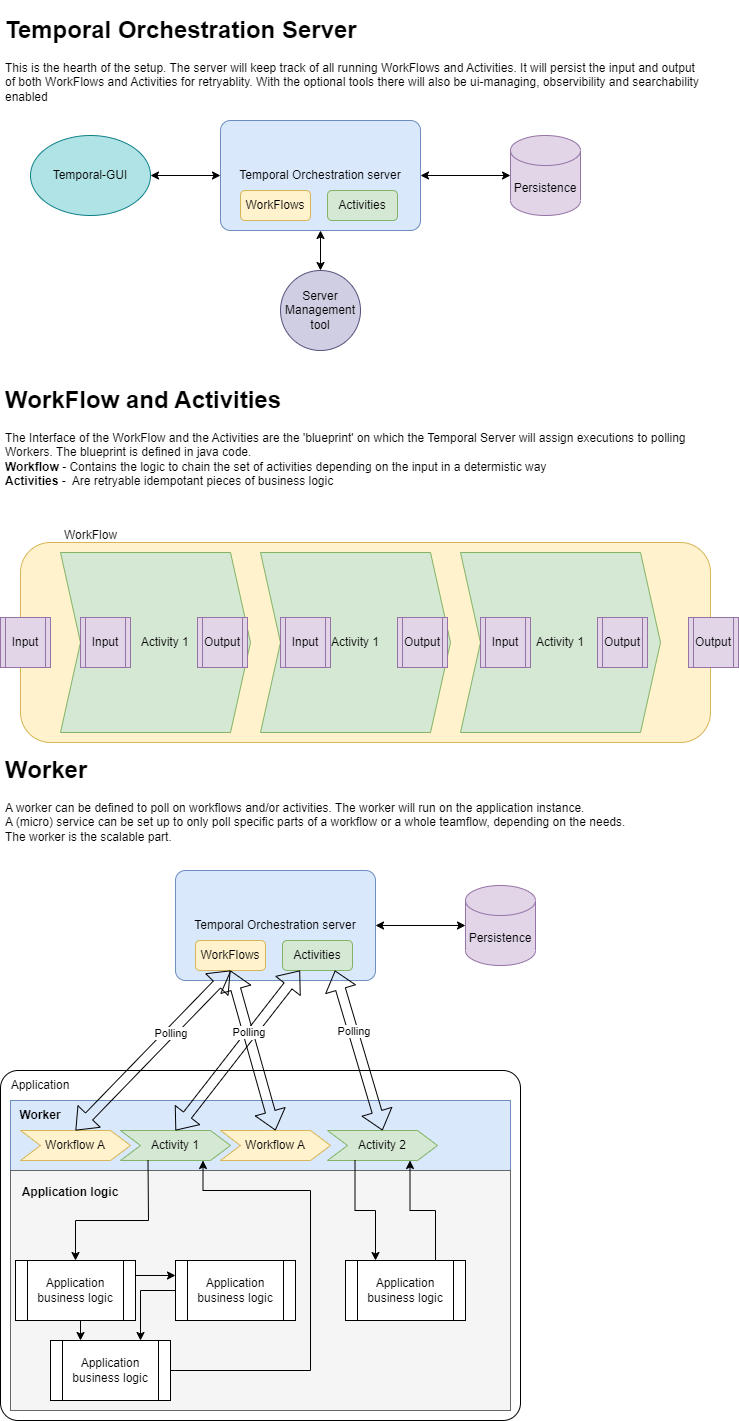 Temporal Orchestration Server
This is the hearth of the setup. The server will keep track of all running WorkFlows and Activities. It will persist the input and output
of both WorkFlows and Activities for retryablity. With the optional tools there will also be ui-managing, observibility and searchability
enabled
Temporal-GUI
Temporal Orchestration server
WorkFlows
Activities
Persistence
Server
Management
tool
WorkFlow and Activities
The Interface of the WorkFlow and the Activities are the 'blueprint' on which the Temporal Server will assign executions to polling
Workers. The blueprint is defined in java code.
Workflow - Contains the logic to chain the set of activities depending on the input in a determistic way
Activities -  Are retryable idempotant pieces of business logic
WorkFlow
Input
Input
Activity 1
Output
Input
Activity 1
Output
Input
Activity 1
Output
Output
Worker
A worker can be defined to poll on workflows and/or activities. The worker will run on the application instance.
A (micro) service can be set up to only poll specific parts of a workflow or a whole teamflow, depending on the needs.
The worker is the scalable part.
Temporal Orchestration server
WorkFlows
Activities
Persistence
Polling
Polling
Polling
Application
Worker
Workflow A
Activity 1
Workflow A
Activity 2
Application logic
Application
business logic
Application
business logic
Application
business logic
Application
business logic